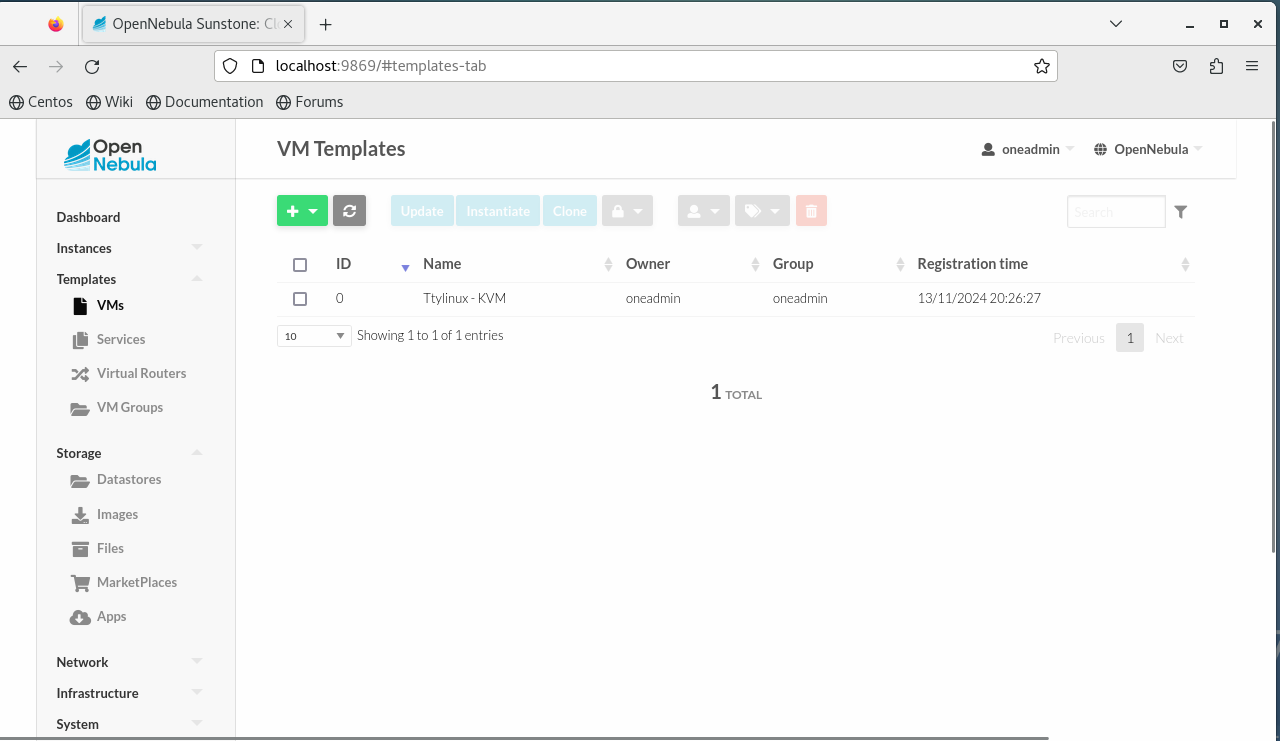 OpenNebula Sunstone: Cl
localhost:9869/#templates-tab
Centos Wiki Documentation Forums
Open Nebula
VM Templates
oneadmin
OpenNebula
Dashboard
Instances
Templates
VMs
Services
Virtual Routers
VM Groups
Storage
Datastores
Images
Files
MarketPlaces
Apps
Network
Infrastructure
System
Update Instantiate Clone
Search
ID Name Owner Group Registration time
0 Ttylinux - KVM oneadmin oneadmin 13/11/2024 20:26:27
10 Showing 1 to 1 of 1 entries
Previous 1 Next
1 TOTAL